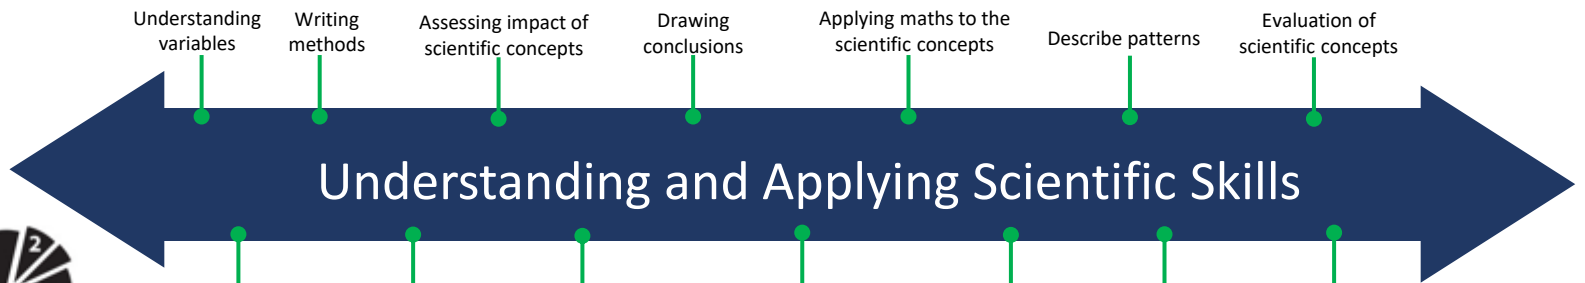 Understanding
variables
Writing
methods
Assessing impact of
scientific concepts
Drawing
conclusions
Applying maths to the
scientific concepts
Describe patterns
Evaluation of
scientific concepts
Understanding and Applying Scientific Skills
2